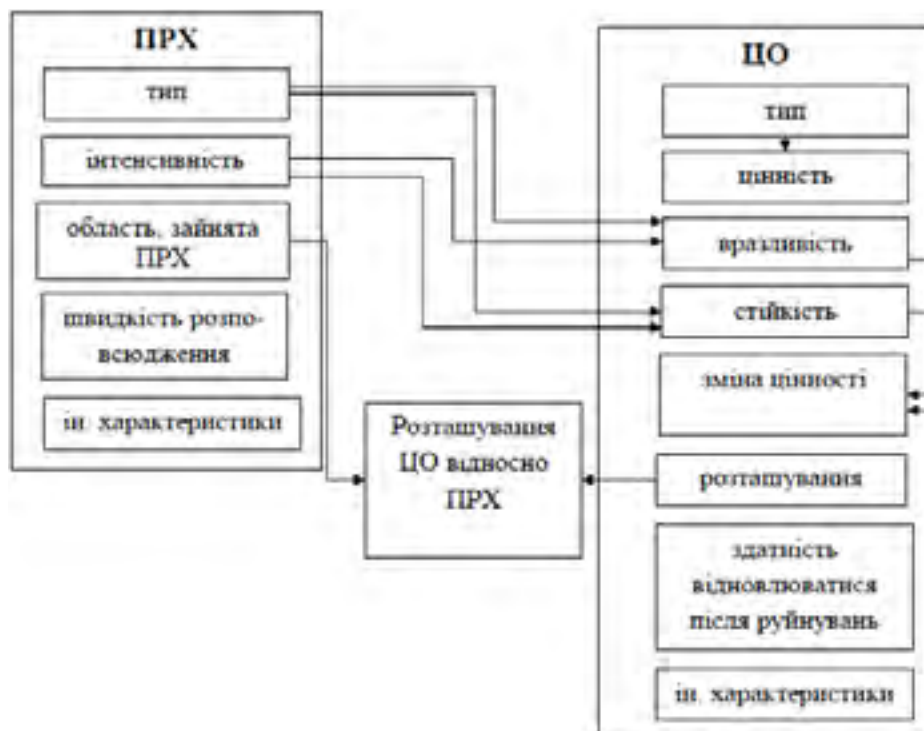 ПРХ
тип
інтенсивність
область, зайнята
ПРХ
швидкість розпо-
всюдження
ін. характеристики
Розташування
ЦО відносно
ПРХ
ЦО
тип
цінність
вразливість
стійкість
зміна цінності
розташування
здатність
відновлюватися
після руйнувань
ін. характеристики